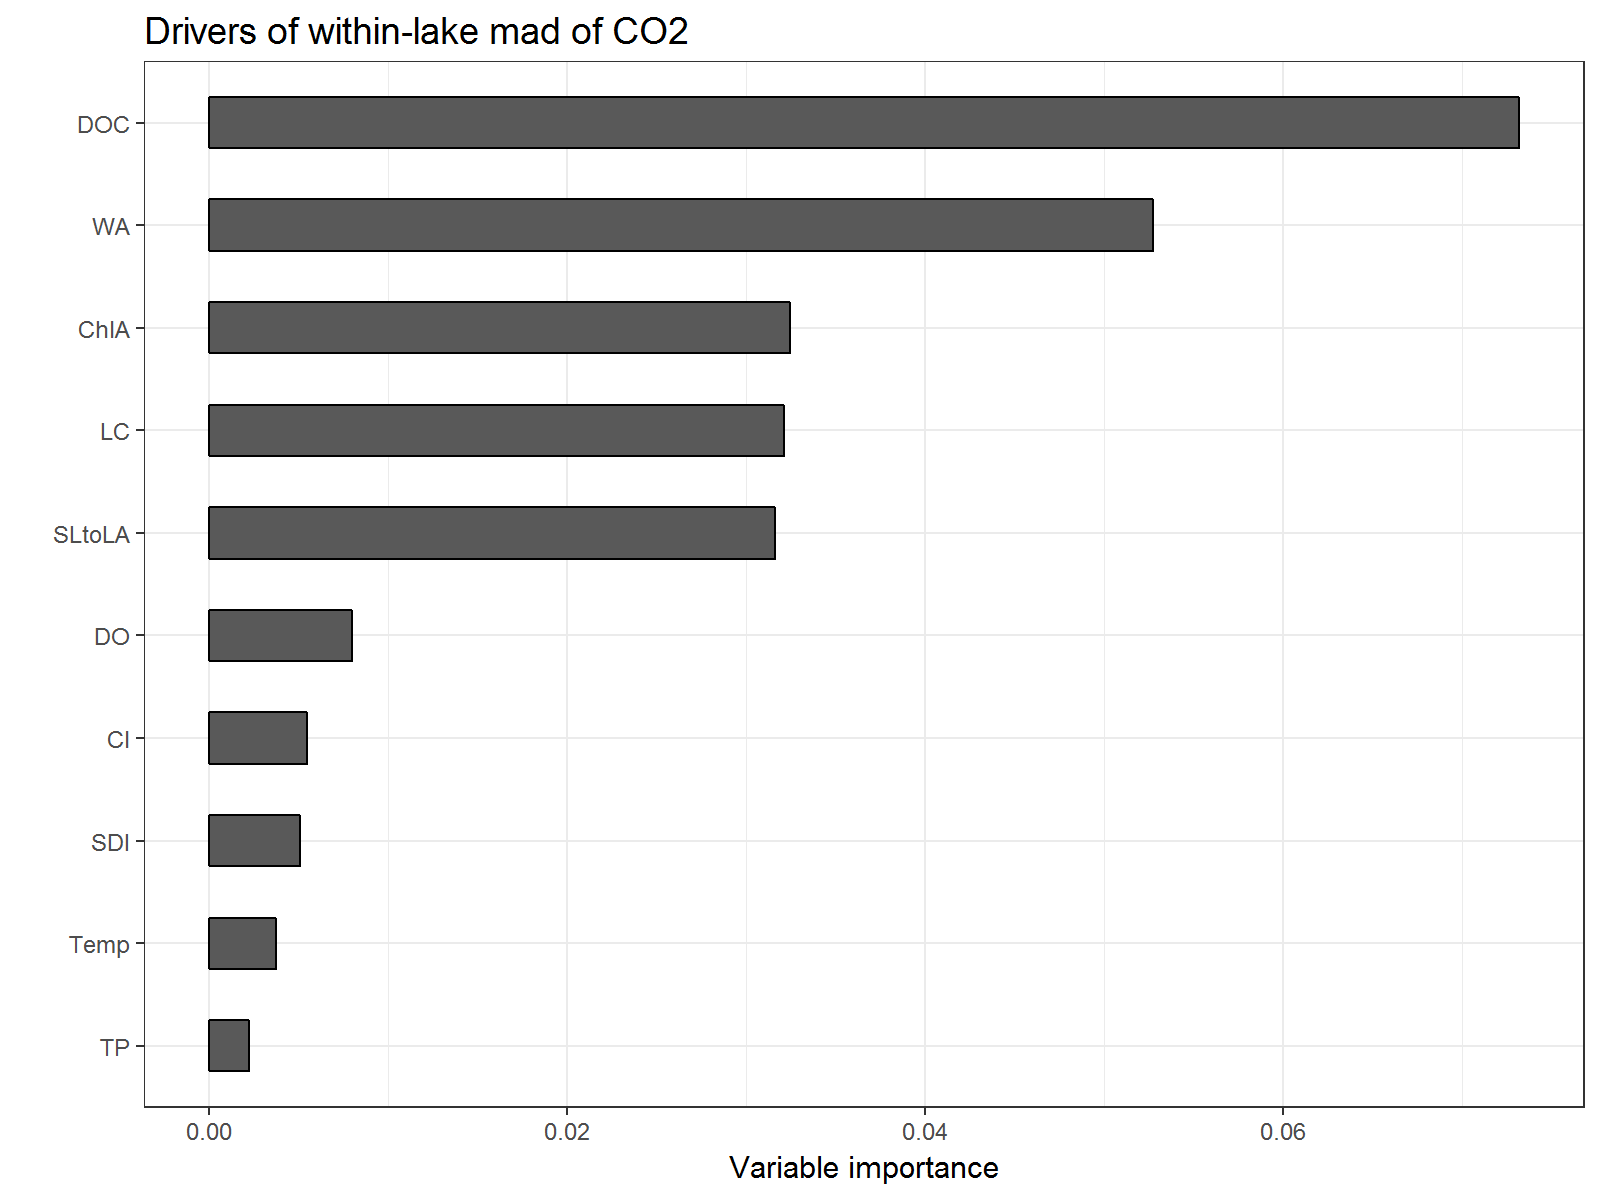 Drivers of within-lake mad of CO2
DOC
WA
ChlA
LC
SLtoLA
DO
CI
SDI
Temp
TP
0.00 0.02 0.04 0.06
Variable importance